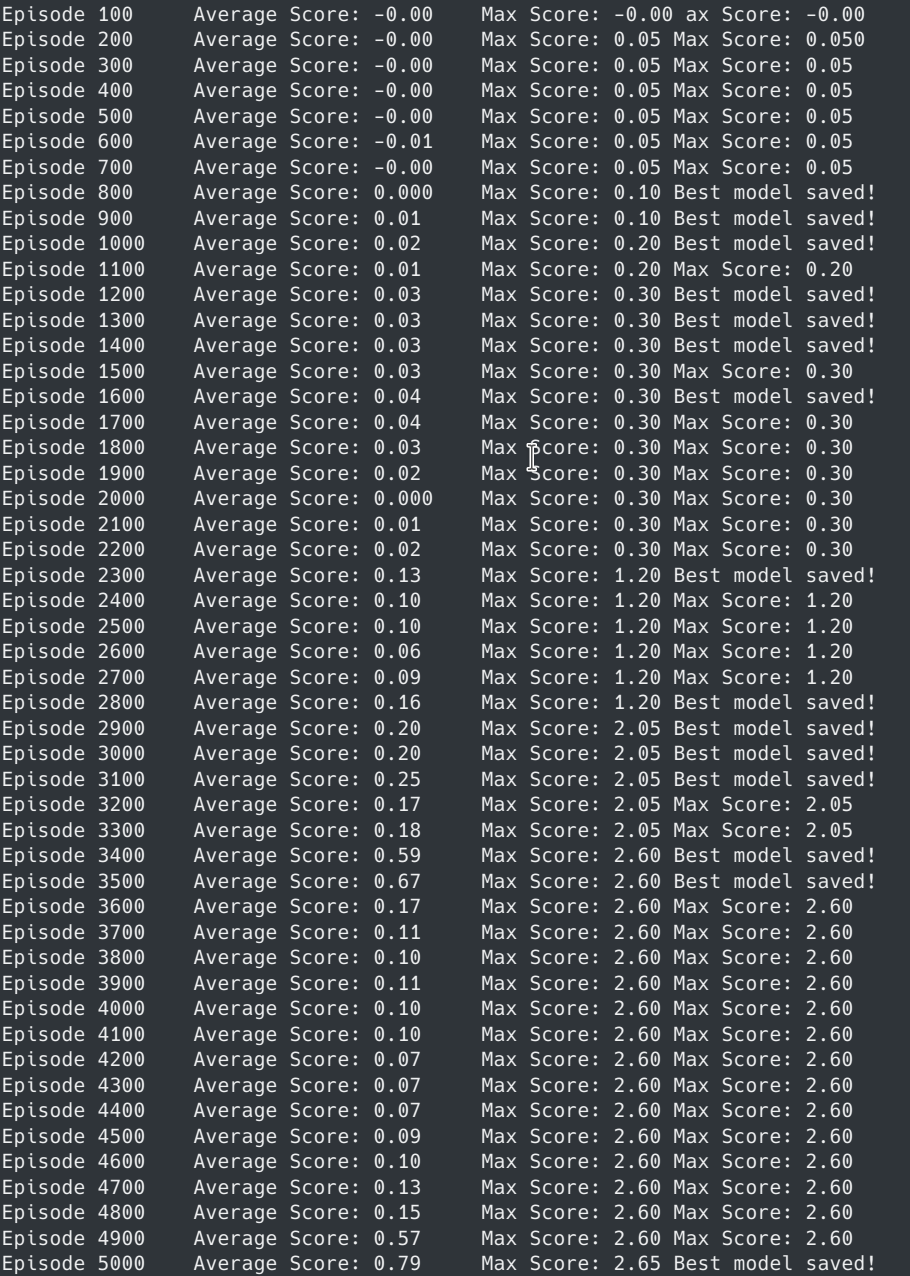 Episode 100 Average Score: -0.00 Max Score: -0.00 ax Score: -0.00
Episode 200 Average Score: -0.00 Max Score: 0.05 Max Score: 0.050
Episode 300 Average Score: -0.00 Max Score: 0.05 Max Score: 0.05
Episode 400 Average Score: -0.00 Max Score: 0.05 Max Score: 0.05
Episode 500 Average Score: -0.00 Max Score: 0.05 Max Score: 0.05
Episode 600 Average Score: -0.01 Max Score: 0.05 Max Score: 0.05
Episode 700 Average Score: -0.00 Max Score: 0.05 Max Score: 0.05
Episode 800 Average Score: 0.000 Max Score: 0.10 Best model saved!
Episode 900 Average Score: 0.01 Max Score: 0.10 Best model saved!
Episode 1000 Average Score: 0.02 Max Score: 0.20 Best model saved!
Episode 1100 Average Score: 0.01 Max Score: 0.20 Max Score: 0.20
Episode 1200 Average Score: 0.03 Max Score: 0.30 Best model saved!
Episode 1300 Average Score: 0.03 Max Score: 0.30 Best model saved!
Episode 1400 Average Score: 0.03 Max Score: 0.30 Best model saved!
Episode 1500 Average Score: 0.03 Max Score: 0.30 Max Score: 0.30
Episode 1600 Average Score: 0.04 Max Score: 0.30 Best model saved!
Episode 1700 Average Score: 0.04 Max Score: 0.30 Max Score: 0.30
Episode 1800 Average Score: 0.03 Max Score: 0.30 Max Score: 0.30
Episode 1900 Average Score: 0.02 Max Score: 0.30 Max Score: 0.30
Episode 2000 Average Score: 0.000 Max Score: 0.30 Max Score: 0.30
Episode 2100 Average Score: 0.01 Max Score: 0.30 Max Score: 0.30
Episode 2200 Average Score: 0.02 Max Score: 0.30 Max Score: 0.30
Episode 2300 Average Score: 0.13 Max Score: 1.20 Best model saved!
Episode 2400 Average Score: 0.10 Max Score: 1.20 Max Score: 1.20
Episode 2500 Average Score: 0.10 Max Score: 1.20 Max Score: 1.20
Episode 2600 Average Score: 0.06 Max Score: 1.20 Max Score: 1.20
Episode 2700 Average Score: 0.09 Max Score: 1.20 Max Score: 1.20
Episode 2800 Average Score: 0.16 Max Score: 1.20 Best model saved!
Episode 2900 Average Score: 0.20 Max Score: 2.05 Best model saved!
Episode 3000 Average Score: 0.20 Max Score: 2.05 Best model saved!
Episode 3100 Average Score: 0.25 Max Score: 2.05 Best model saved!
Episode 3200 Average Score: 0.17 Max Score: 2.05 Max Score: 2.05
Episode 3300 Average Score: 0.18 Max Score: 2.05 Max Score: 2.05
Episode 3400 Average Score: 0.59 Max Score: 2.60 Best model saved!
Episode 3500 Average Score: 0.67 Max Score: 2.60 Best model saved!
Episode 3600 Average Score: 0.17 Max Score: 2.60 Max Score: 2.60
Episode 3700 Average Score: 0.11 Max Score: 2.60 Max Score: 2.60
Episode 3800 Average Score: 0.10 Max Score: 2.60 Max Score: 2.60
Episode 3900 Average Score: 0.11 Max Score: 2.60 Max Score: 2.60
Episode 4000 Average Score: 0.10 Max Score: 2.60 Max Score: 2.60
Episode 4100 Average Score: 0.10 Max Score: 2.60 Max Score: 2.60
Episode 4200 Average Score: 0.07 Max Score: 2.60 Max Score: 2.60
Episode 4300 Average Score: 0.07 Max Score: 2.60 Max Score: 2.60
Episode 4400 Average Score: 0.07 Max Score: 2.60 Max Score: 2.60
Episode 4500 Average Score: 0.09 Max Score: 2.60 Max Score: 2.60
Episode 4600 Average Score: 0.10 Max Score: 2.60 Max Score: 2.60
Episode 4700 Average Score: 0.13 Max Score: 2.60 Max Score: 2.60
Episode 4800 Average Score: 0.15 Max Score: 2.60 Max Score: 2.60
Episode 4900 Average Score: 0.57 Max Score: 2.60 Max Score: 2.60
Episode 5000 Average Score: 0.79 Max Score: 2.65 Best model saved!